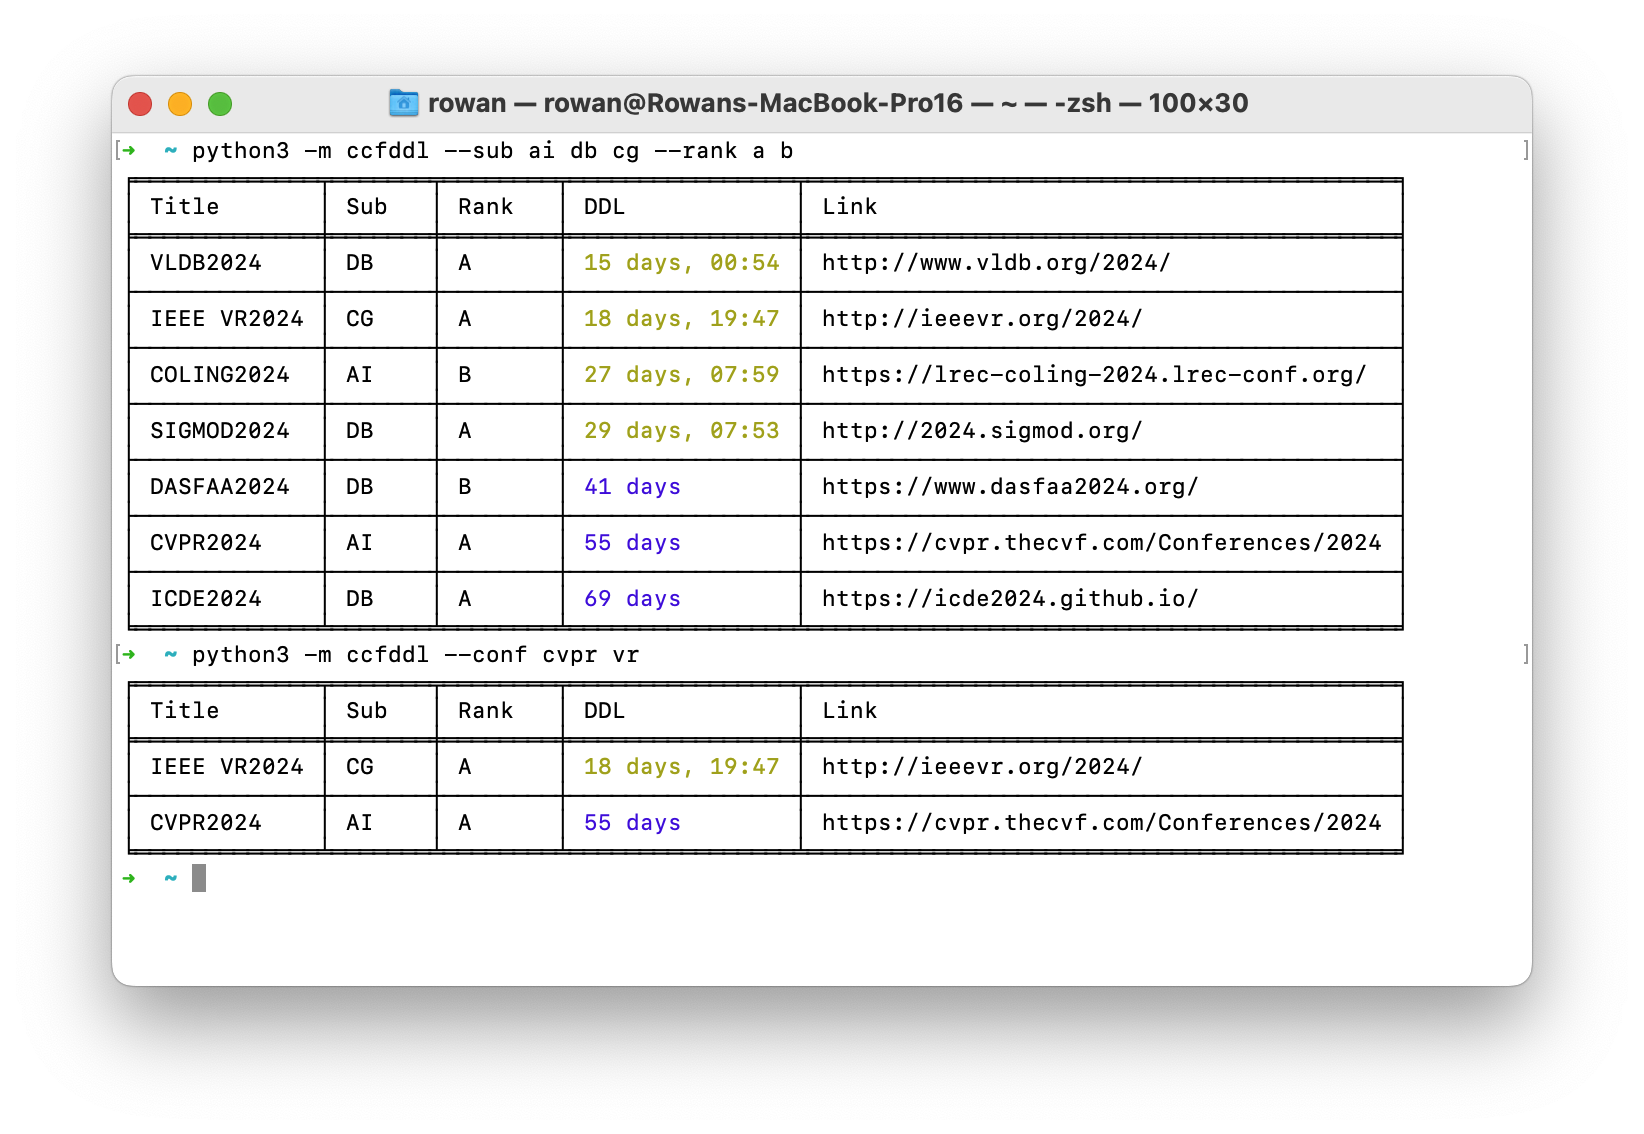 rowan — rowan@Rowans-MacBook-Pro16 — ~ — -zsh — 100×30
[➜ ~ python3 -m ccfddl --sub ai db cg --rank a b ]
Title Sub Rank DDL Link
VLDB2024 DB A 15 days, 00:54 http://www.vldb.org/2024/
IEEE VR2024 CG A 18 days, 19:47 http://ieeevr.org/2024/
COLING2024 AI B 27 days, 07:59 https://lrec-coling-2024.lrec-conf.org/
SIGMOD2024 DB A 29 days, 07:53 http://2024.sigmod.org/
DASFAA2024 DB B 41 days https://www.dasfaa2024.org/
CVPR2024 AI A 55 days https://cvpr.thecvf.com/Conferences/2024
ICDE2024 DB A 69 days https://icde2024.github.io/
[➜ ~ python3 -m ccfddl --conf cvpr vr ]
Title Sub Rank DDL Link
IEEE VR2024 CG A 18 days, 19:47 http://ieeevr.org/2024/
CVPR2024 AI A 55 days https://cvpr.thecvf.com/Conferences/2024
➜ ~